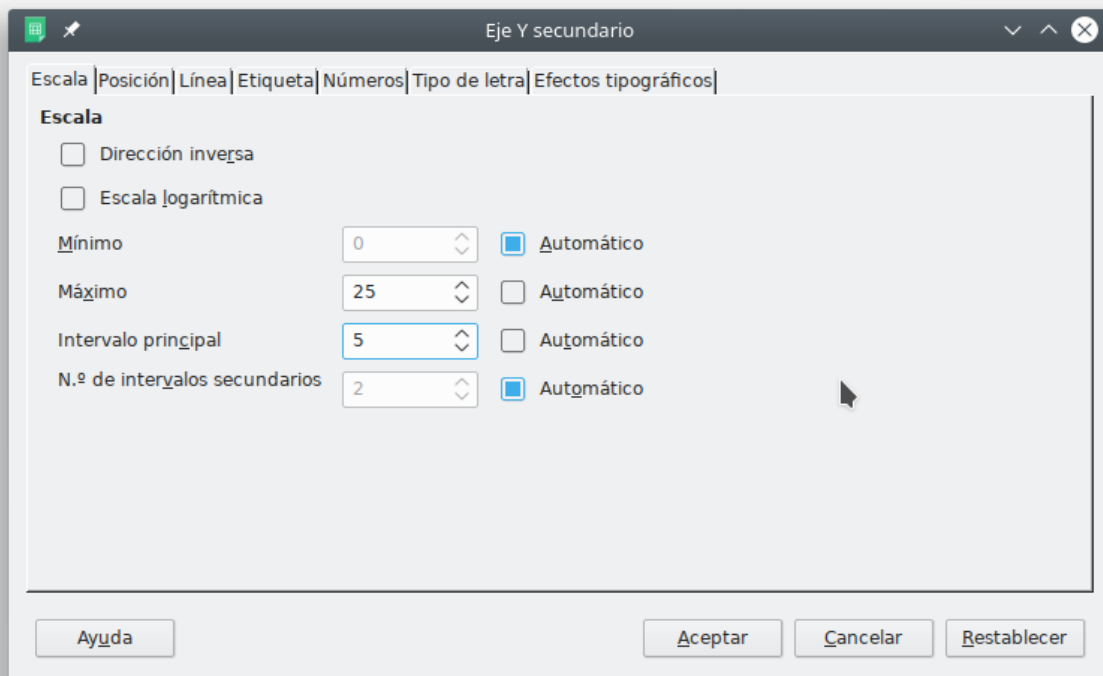 Eje Y secundario
Escala Posición Línea Etiqueta Números Tipo de letra Efectos tipográficos
Escala
Dirección inversa
Escala logarítmica
Mínimo 0 Automático
Máximo 25 Automático
Intervalo principal 5 Automático
N.º de intervalos secundarios 2 Automático
Ayuda Aceptar Cancelar Restablecer